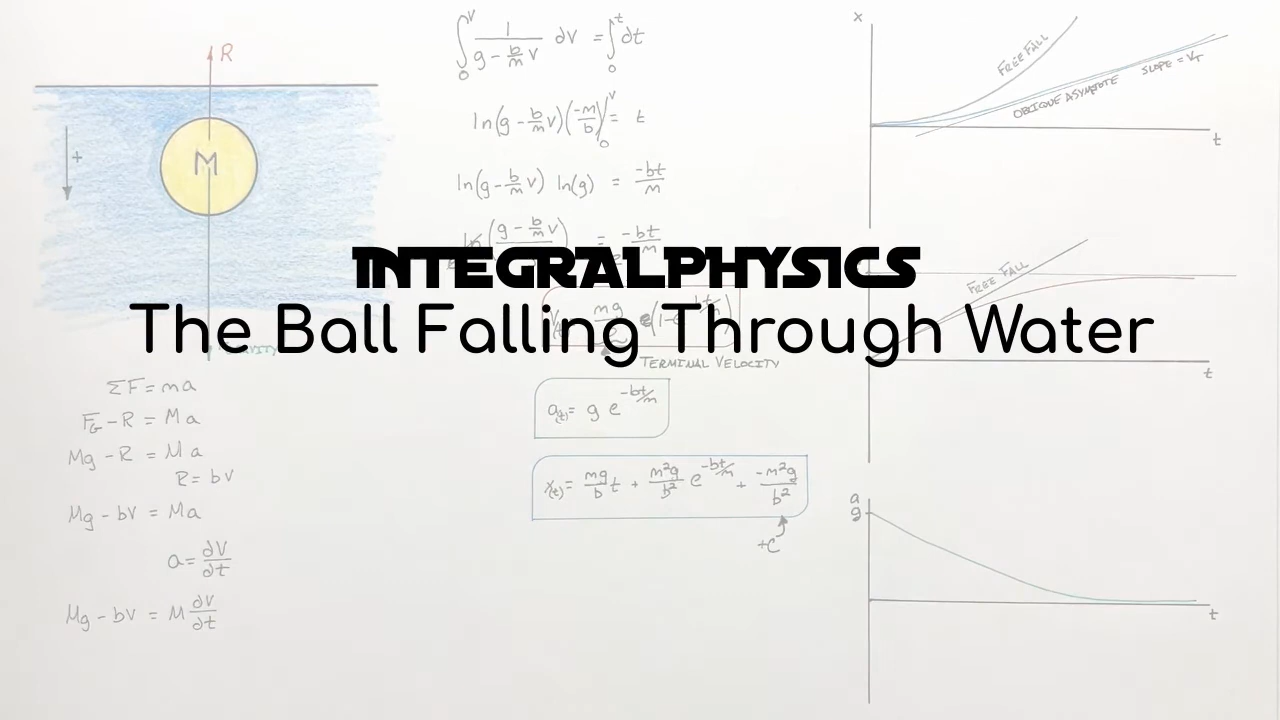 INTEGRALPHYSICS
The Ball Falling Through Water
R
+
M
ΣF = ma
F_G - R = Ma
Mg - R = Ma
R = bV
Mg - bV = Ma
a = ∂V/∂t
Mg - bV = M ∂V/∂t
∫₀^V 1/(g - b/m V) ∂V = ∫₀^t ∂t
ln(g - b/m V)(-M/b)|₀^V = t
ln(g - b/m V) ln(g) = -bt/m
(g - b/m V) = -bt/m
TERMINAL VELOCITY
a(t) = g e^(-bt/m)
x(t) = mg/b t + m²g/b² e^(-bt/m) + -m²g/b²
+C
x
FREE FALL
OBLIQUE ASYMPTOTE SLOPE = V_T
t
FREE FALL
t
a
g
t